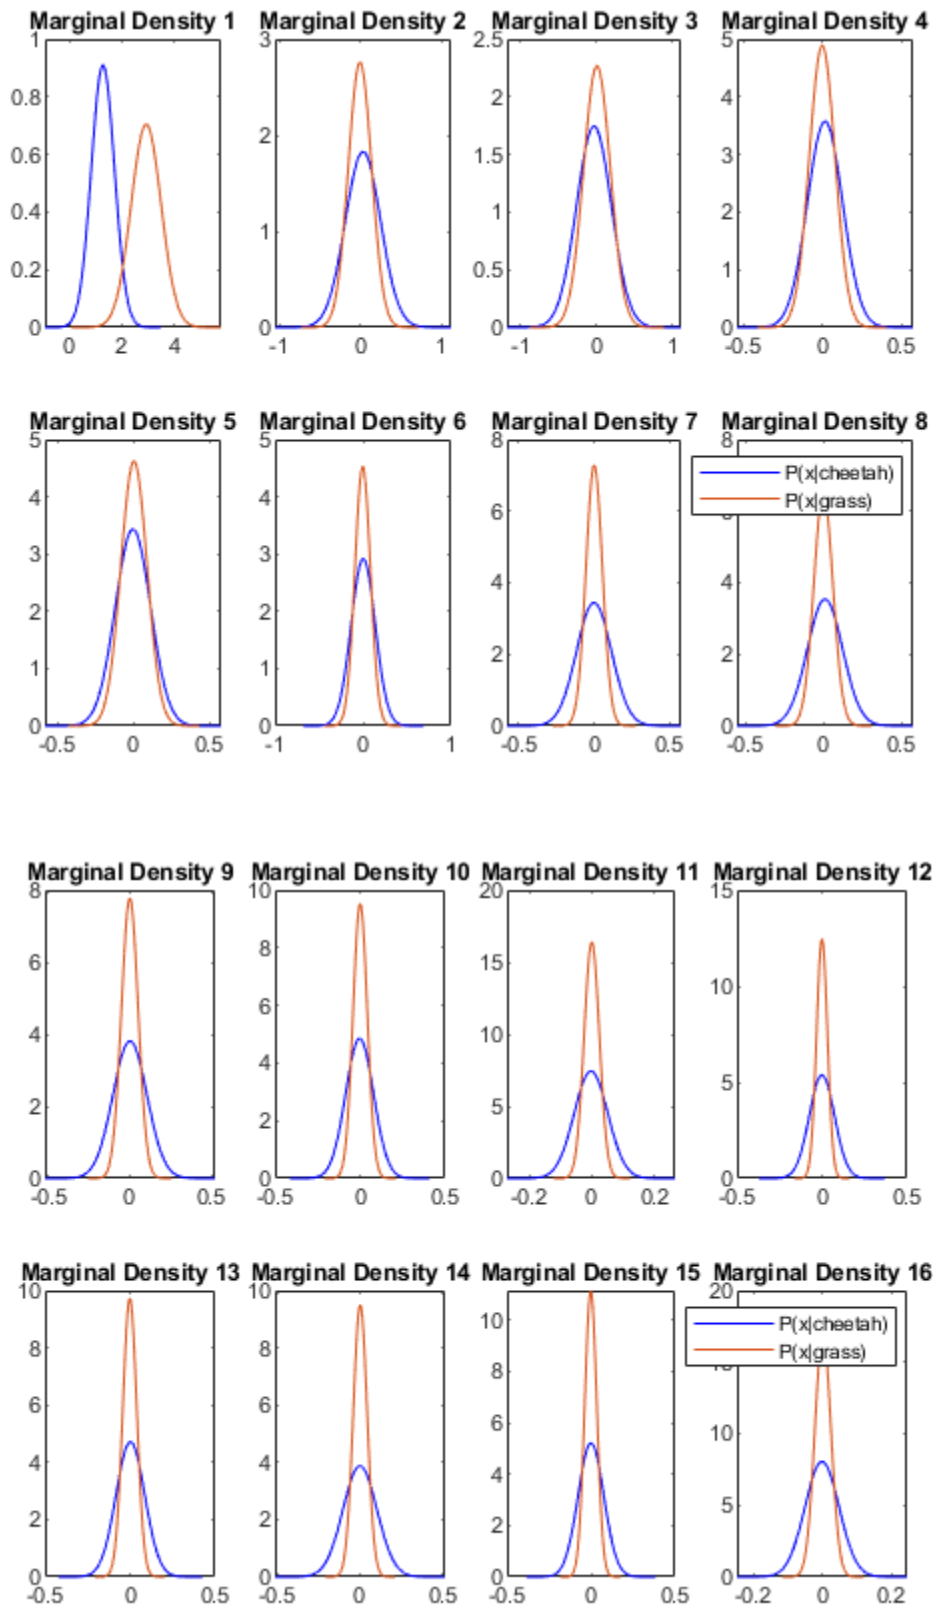 Marginal Density 1 Marginal Density 2 Marginal Density 3 Marginal Density 4
1 3 2.5 5
0.8 2 4
0.6 2 1.5 3
0.4 1 1 2
0.2 0.5 1
0 0 0 0
0 2 4 -1 0 1 -1 0 1 -0.5 0 0.5
Marginal Density 5 Marginal Density 6 Marginal Density 7 Marginal Density 8
5 5 8 8
P(x|cheetah)
P(x|grass)
4 4 6
3 3 4 4
2 2
1 1 2 2
0 0 0 0
-0.5 0 0.5 -1 0 1 -0.5 0 0.5 -0.5 0 0.5
Marginal Density 9 Marginal Density 10 Marginal Density 11 Marginal Density 12
8 10 20 15
6 8 15
6 10 10
4 4 5
2 2 5
0 0 0 0
-0.5 0 0.5 -0.5 0 0.5 -0.2 0 0.2 -0.5 0 0.5
Marginal Density 13 Marginal Density 14 Marginal Density 15 Marginal Density 16
10 10 10 20
P(x|cheetah)
P(x|grass)
8 8 8
6 6 6 10
4 4 4 5
2 2 2
0 0 0 0
-0.5 0 0.5 -0.5 0 0.5 -0.5 0 0.5 -0.2 0 0.2